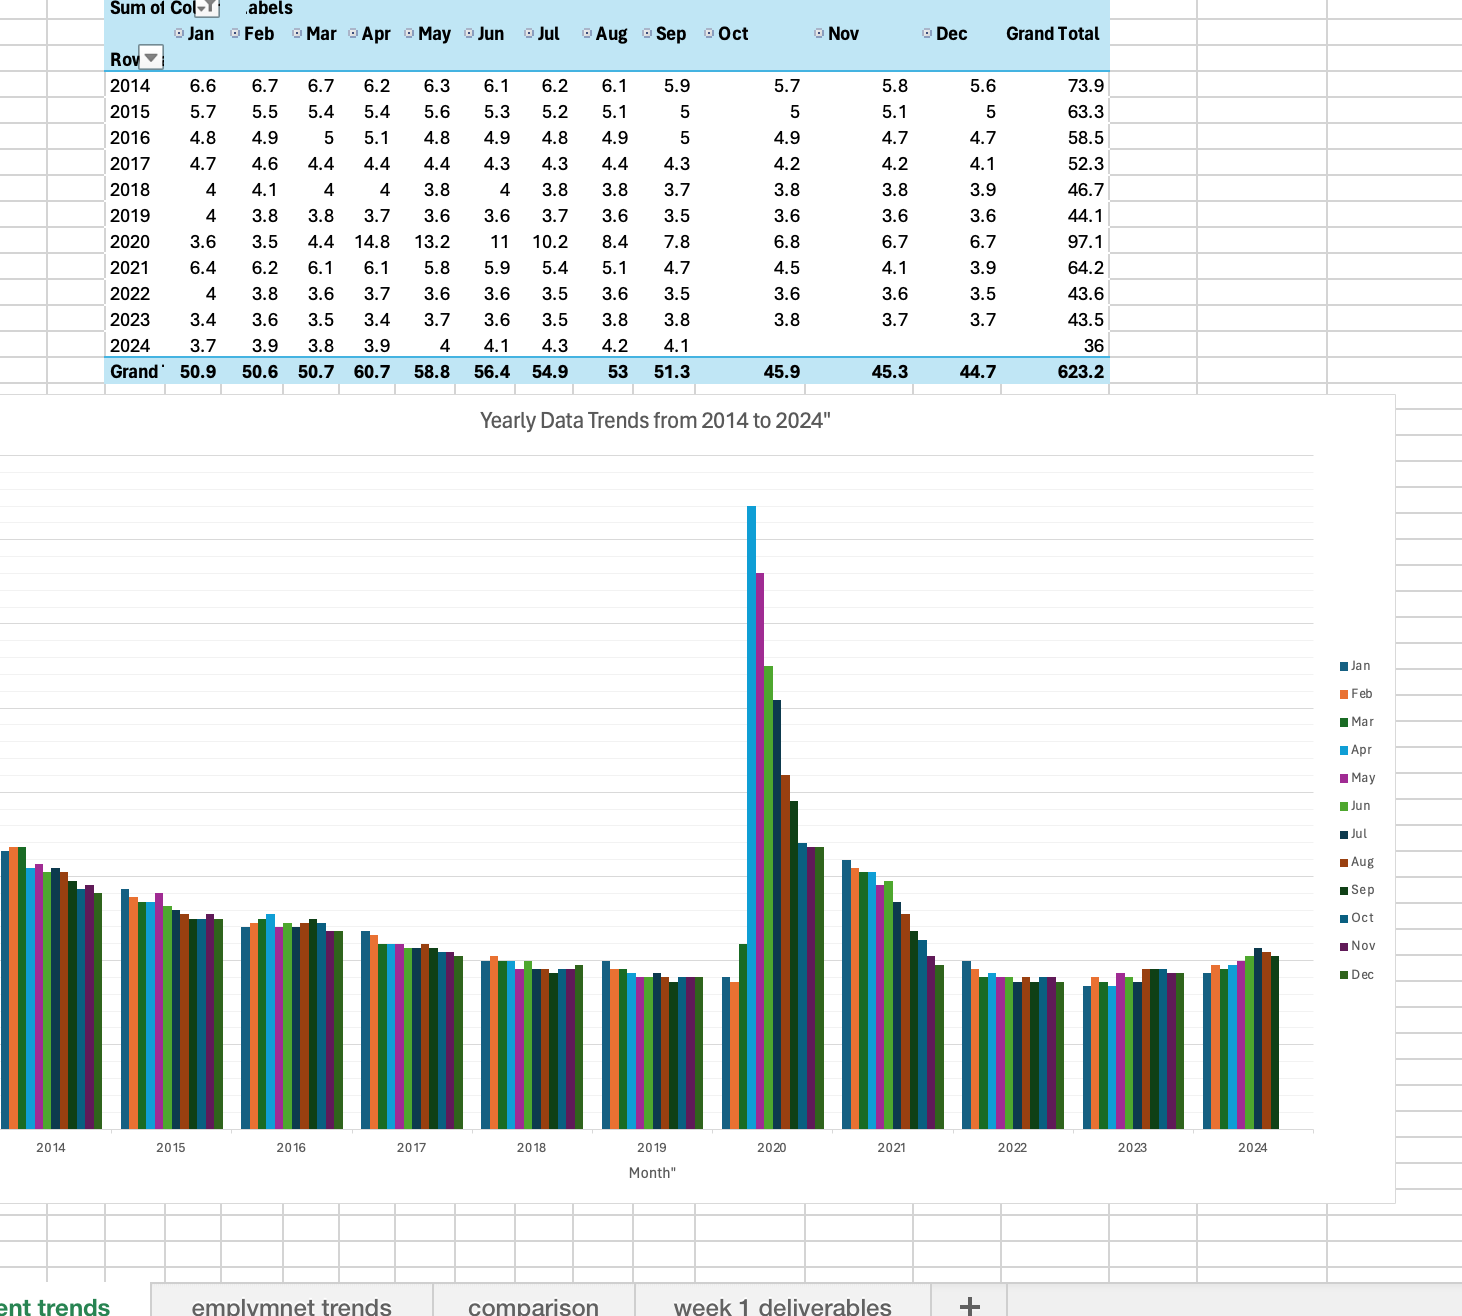 Sum of Col abels
Jan Feb Mar Apr May Jun Jul Aug Sep Oct Nov Dec Grand Total
Row
2014 6.6 6.7 6.7 6.2 6.3 6.1 6.2 6.1 5.9 5.7 5.8 5.6 73.9
2015 5.7 5.5 5.4 5.4 5.6 5.3 5.2 5.1 5 5 5.1 5 63.3
2016 4.8 4.9 5 5.1 4.8 4.9 4.8 4.9 5 4.9 4.7 4.7 58.5
2017 4.7 4.6 4.4 4.4 4.4 4.3 4.3 4.4 4.3 4.2 4.2 4.1 52.3
2018 4 4.1 4 4 3.8 4 3.8 3.8 3.7 3.8 3.8 3.9 46.7
2019 4 3.8 3.8 3.7 3.6 3.6 3.7 3.6 3.5 3.6 3.6 3.6 44.1
2020 3.6 3.5 4.4 14.8 13.2 11 10.2 8.4 7.8 6.8 6.7 6.7 97.1
2021 6.4 6.2 6.1 6.1 5.8 5.9 5.4 5.1 4.7 4.5 4.1 3.9 64.2
2022 4 3.8 3.6 3.7 3.6 3.6 3.5 3.6 3.5 3.6 3.6 3.5 43.6
2023 3.4 3.6 3.5 3.4 3.7 3.6 3.5 3.8 3.8 3.8 3.7 3.7 43.5
2024 3.7 3.9 3.8 3.9 4 4.1 4.3 4.2 4.1 36
Grand 50.9 50.6 50.7 60.7 58.8 56.4 54.9 53 51.3 45.9 45.3 44.7 623.2
Yearly Data Trends from 2014 to 2024"
Jan
Feb
Mar
Apr
May
Jun
Jul
Aug
Sep
Oct
Nov
Dec
2014 2015 2016 2017 2018 2019 2020 2021 2022 2023 2024
Month"
ent trends emplymnet trends comparison week 1 deliverables +